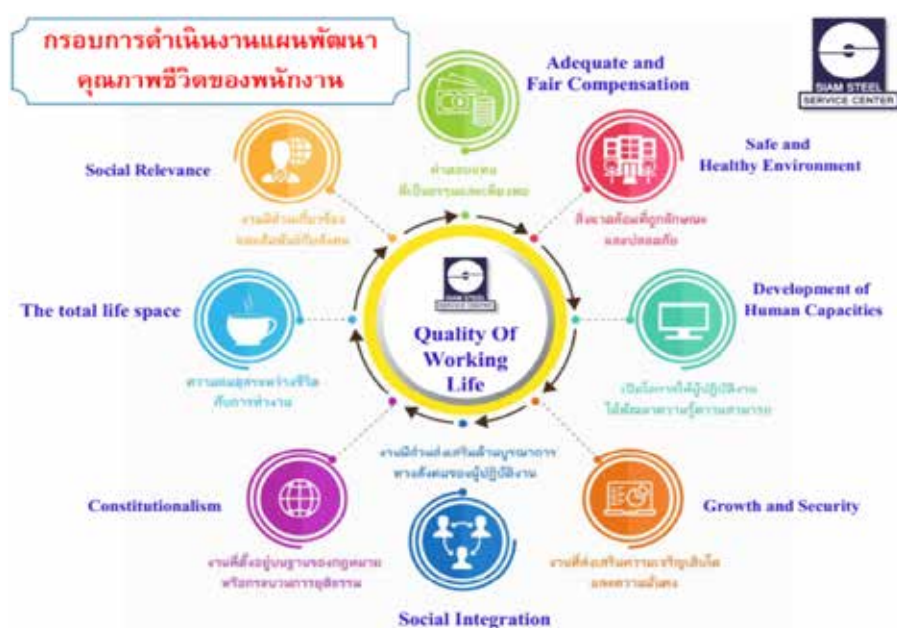 กรอบการดำเนินงานแผนพัฒนา
คุณภาพชีวิตของพนักงาน
SIAM STEEL
SERVICE CENTER
Adequate and
Fair Compensation
ค่าตอบแทน
ที่เป็นธรรมและเพียงพอ
Safe and
Healthy Environment
สิ่งแวดล้อมที่ถูกลักษณะ
และปลอดภัย
Development of
Human Capacities
เปิดโอกาสให้ผู้ปฏิบัติงาน
ได้พัฒนาความรู้ความสามารถ
Growth and Security
งานที่ส่งเสริมความเจริญเติบโต
และความมั่นคง
งานมีส่วนส่งเสริมด้านบูรณาการ
ทางสังคมของผู้ปฏิบัติงาน
Social Integration
Constitutionalism
งานที่ตั้งอยู่บนฐานของกฎหมาย
หรือกระบวนการยุติธรรม
The total life space
ความสมดุลระหว่างชีวิต
กับการทำงาน
Social Relevance
งานมีส่วนเกี่ยวข้อง
และสัมพันธ์กับสังคม
SIAM STEEL
SERVICE CENTER
Quality Of
Working
Life